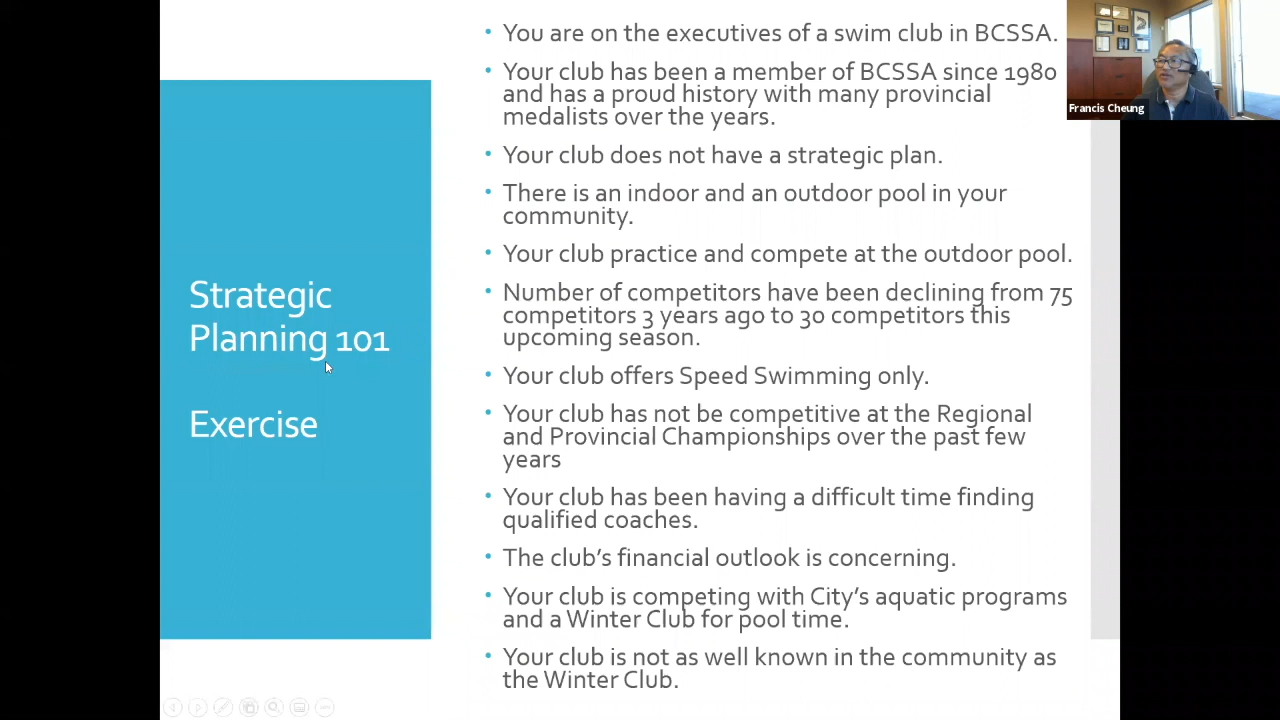 Strategic
Planning 101
Exercise
• You are on the executives of a swim club in BCSSA.
• Your club has been a member of BCSSA since 1980
and has a proud history with many provincial
medalists over the years.
• Your club does not have a strategic plan.
• There is an indoor and an outdoor pool in your
community.
• Your club practice and compete at the outdoor pool.
• Number of competitors have been declining from 75
competitors 3 years ago to 30 competitors this
upcoming season.
• Your club offers Speed Swimming only.
• Your club has not be competitive at the Regional
and Provincial Championships over the past few
years
• Your club has been having a difficult time finding
qualified coaches.
• The club's financial outlook is concerning.
• Your club is competing with City's aquatic programs
and a Winter Club for pool time.
• Your club is not as well known in the community as
the Winter Club.
Francis Cheung